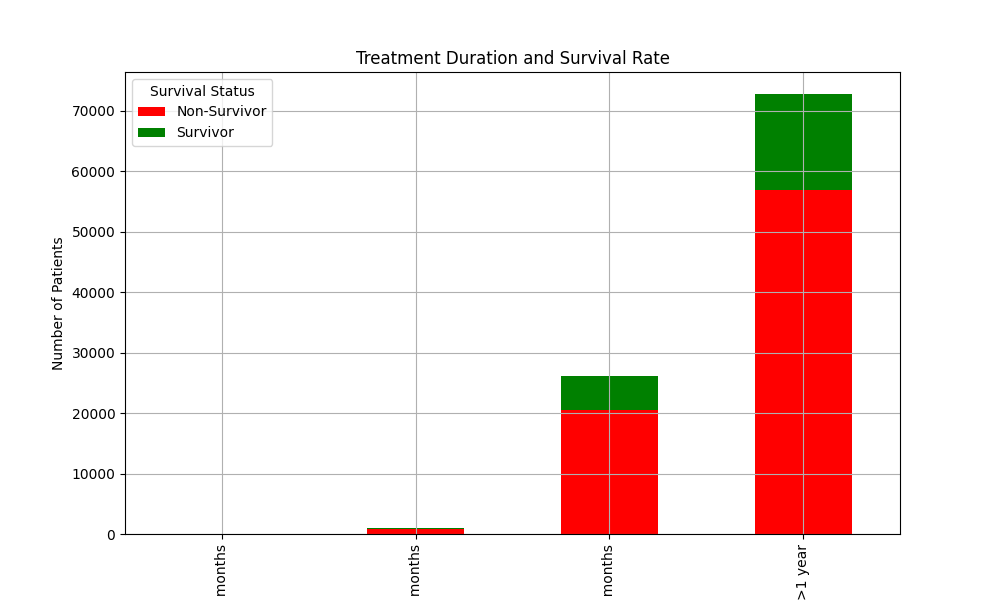 Treatment Duration and Survival Rate
Survival Status
Non-Survivor
Survivor
Number of Patients
70000
60000
50000
40000
30000
20000
10000
0
months
months
months
>1 year